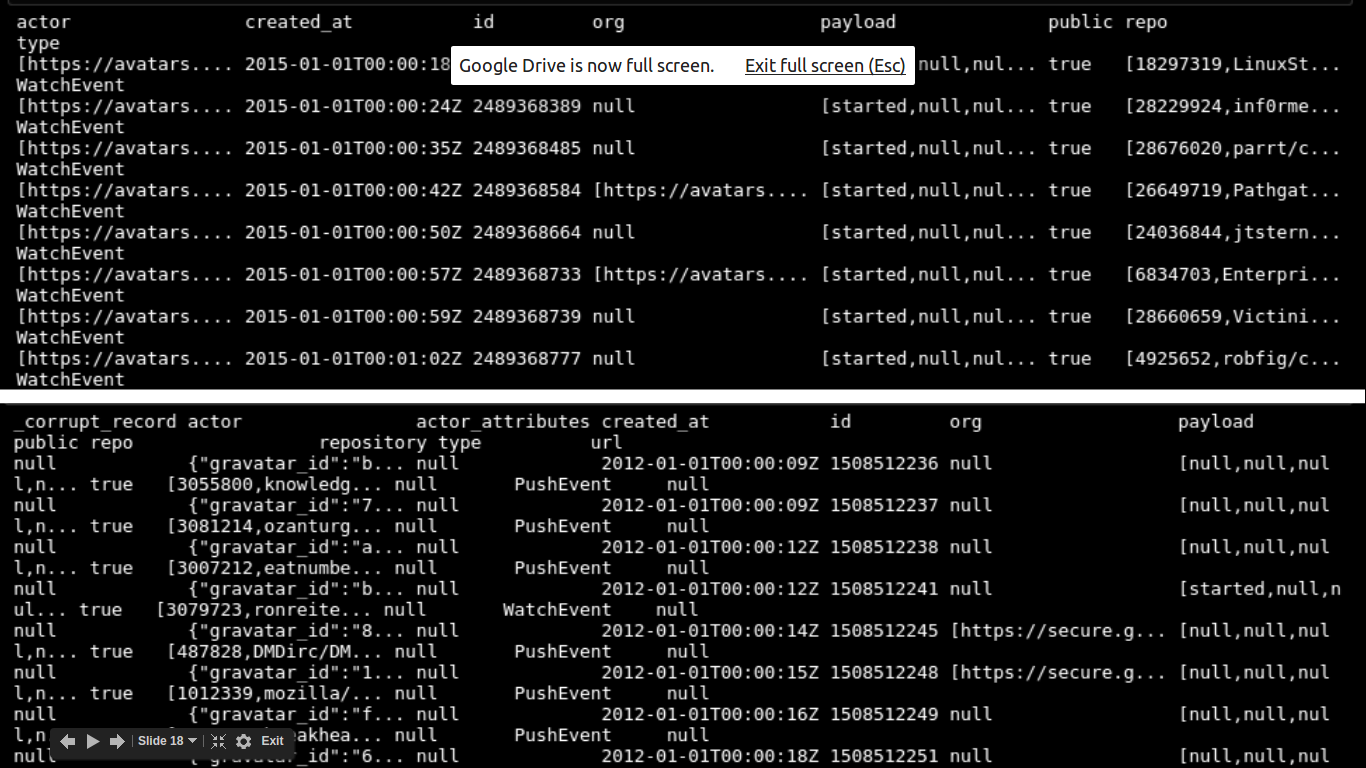 actor created_at id org payload public repo
type
[https://avatars.... 2015-01-01T00:00:18 null,nul... true [18297319,LinuxSt...
Google Drive is now full screen. Exit full screen (Esc)
WatchEvent
[https://avatars.... 2015-01-01T00:00:24Z 2489368389 null [started,null,nul... true [28229924,inf0rme...
WatchEvent
[https://avatars.... 2015-01-01T00:00:35Z 2489368485 null [started,null,nul... true [28676020,parrt/c...
WatchEvent
[https://avatars.... 2015-01-01T00:00:42Z 2489368584 [https://avatars.... [started,null,nul... true [26649719,Pathgat...
WatchEvent
[https://avatars.... 2015-01-01T00:00:50Z 2489368664 null [started,null,nul... true [24036844,jtstern...
WatchEvent
[https://avatars.... 2015-01-01T00:00:57Z 2489368733 [https://avatars.... [started,null,nul... true [6834703,Enterpri...
WatchEvent
[https://avatars.... 2015-01-01T00:00:59Z 2489368739 null [started,null,nul... true [28660659,Victini...
WatchEvent
[https://avatars.... 2015-01-01T00:01:02Z 2489368777 null [started,null,nul... true [4925652,robfig/c...
WatchEvent
_corrupt_record actor actor_attributes created_at id org payload
public repo repository type url
null {"gravatar_id":"b... null 2012-01-01T00:00:09Z 1508512236 null [null,null,nul
l,n... true [3055800,knowledg... null PushEvent null
null {"gravatar_id":"7... null 2012-01-01T00:00:09Z 1508512237 null [null,null,nul
l,n... true [3081214,ozanturg... null PushEvent null
null {"gravatar_id":"a... null 2012-01-01T00:00:12Z 1508512238 null [null,null,nul
l,n... true [3007212,eatnumbe... null PushEvent null
null {"gravatar_id":"b... null 2012-01-01T00:00:12Z 1508512241 null [started,null,n
ul... true [3079723,ronreite... null WatchEvent null
null {"gravatar_id":"8... null 2012-01-01T00:00:14Z 1508512245 [https://secure.g... [null,null,nul
l,n... true [487828,DMDirc/DM... null PushEvent null
null {"gravatar_id":"1... null 2012-01-01T00:00:15Z 1508512248 [https://secure.g... [null,null,nul
l,n... true [1012339,mozilla/... null PushEvent null
null {"gravatar_id":"f... null 2012-01-01T00:00:16Z 1508512249 null [null,null,nul
l,n eakhea... null PushEvent null
Slide 18 Exit
null _id":"6... null 2012-01-01T00:00:18Z 1508512251 null [null,null,nul